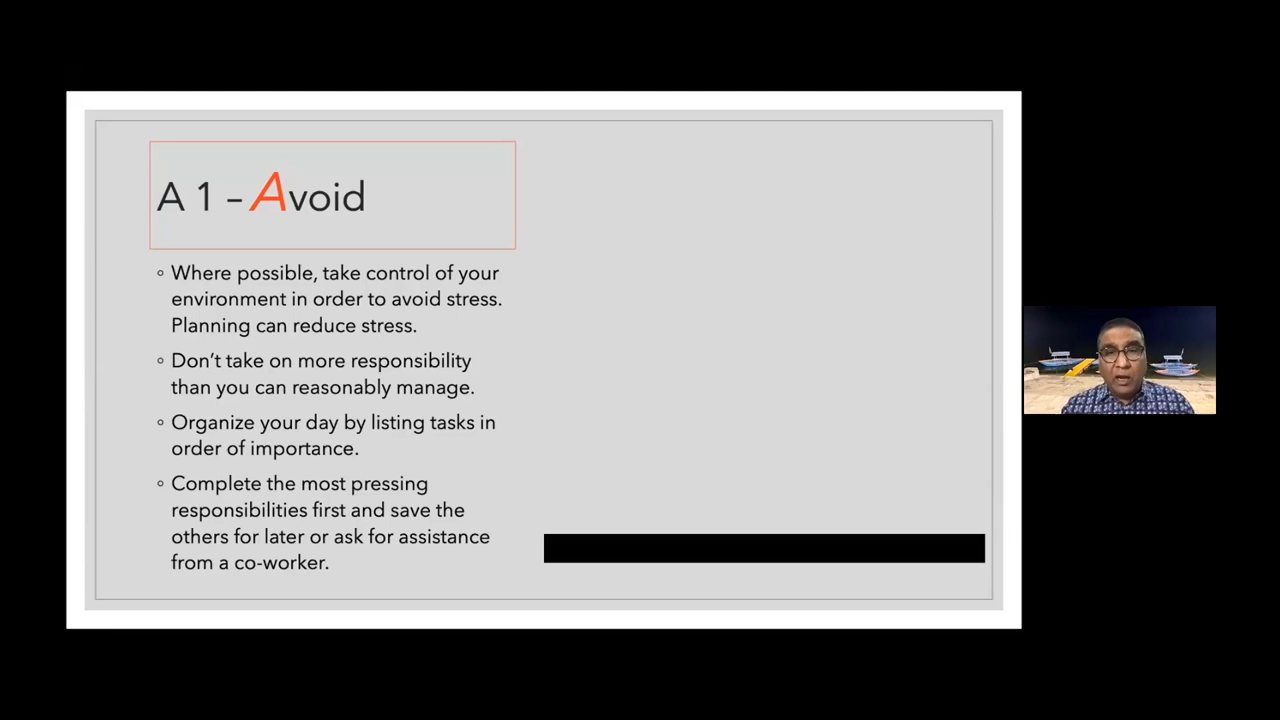 A 1 – Avoid
◦ Where possible, take control of your
environment in order to avoid stress.
Planning can reduce stress.
◦ Don’t take on more responsibility
than you can reasonably manage.
◦ Organize your day by listing tasks in
order of importance.
◦ Complete the most pressing
responsibilities first and save the
others for later or ask for assistance
from a co-worker.